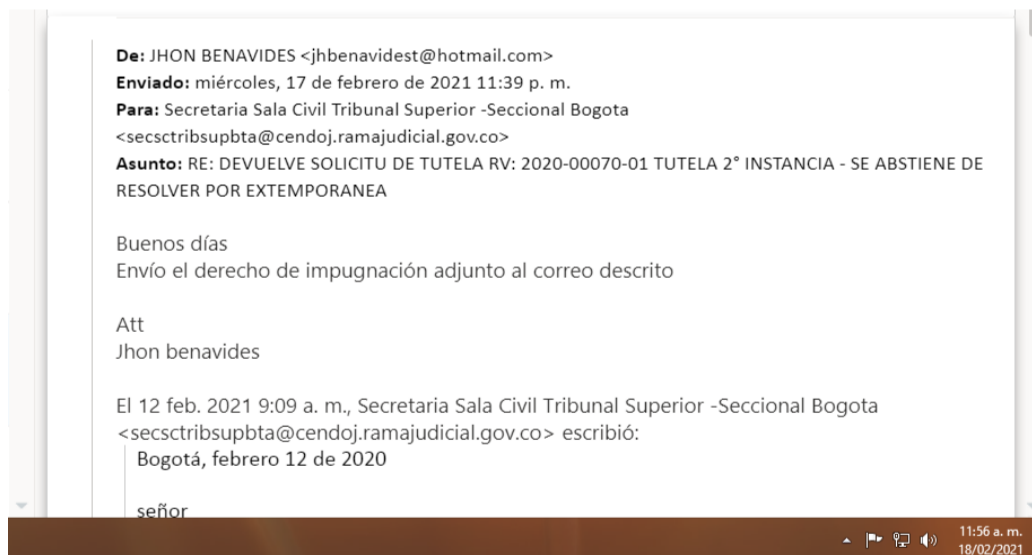 De: JHON BENAVIDES <jhbenavidest@hotmail.com>
Enviado: miércoles, 17 de febrero de 2021 11:39 p. m.
Para: Secretaria Sala Civil Tribunal Superior -Seccional Bogota
<secsctribsupbta@cendoj.ramajudicial.gov.co>
Asunto: RE: DEVUELVE SOLICITU DE TUTELA RV: 2020-00070-01 TUTELA 2° INSTANCIA - SE ABSTIENE DE
RESOLVER POR EXTEMPORANEA
Buenos días
Envío el derecho de impugnación adjunto al correo descrito
Att
Jhon benavides
El 12 feb. 2021 9:09 a. m., Secretaria Sala Civil Tribunal Superior -Seccional Bogota
<secsctribsupbta@cendoj.ramajudicial.gov.co> escribió:
Bogotá, febrero 12 de 2020
señor
11:56 a. m.
18/02/2021